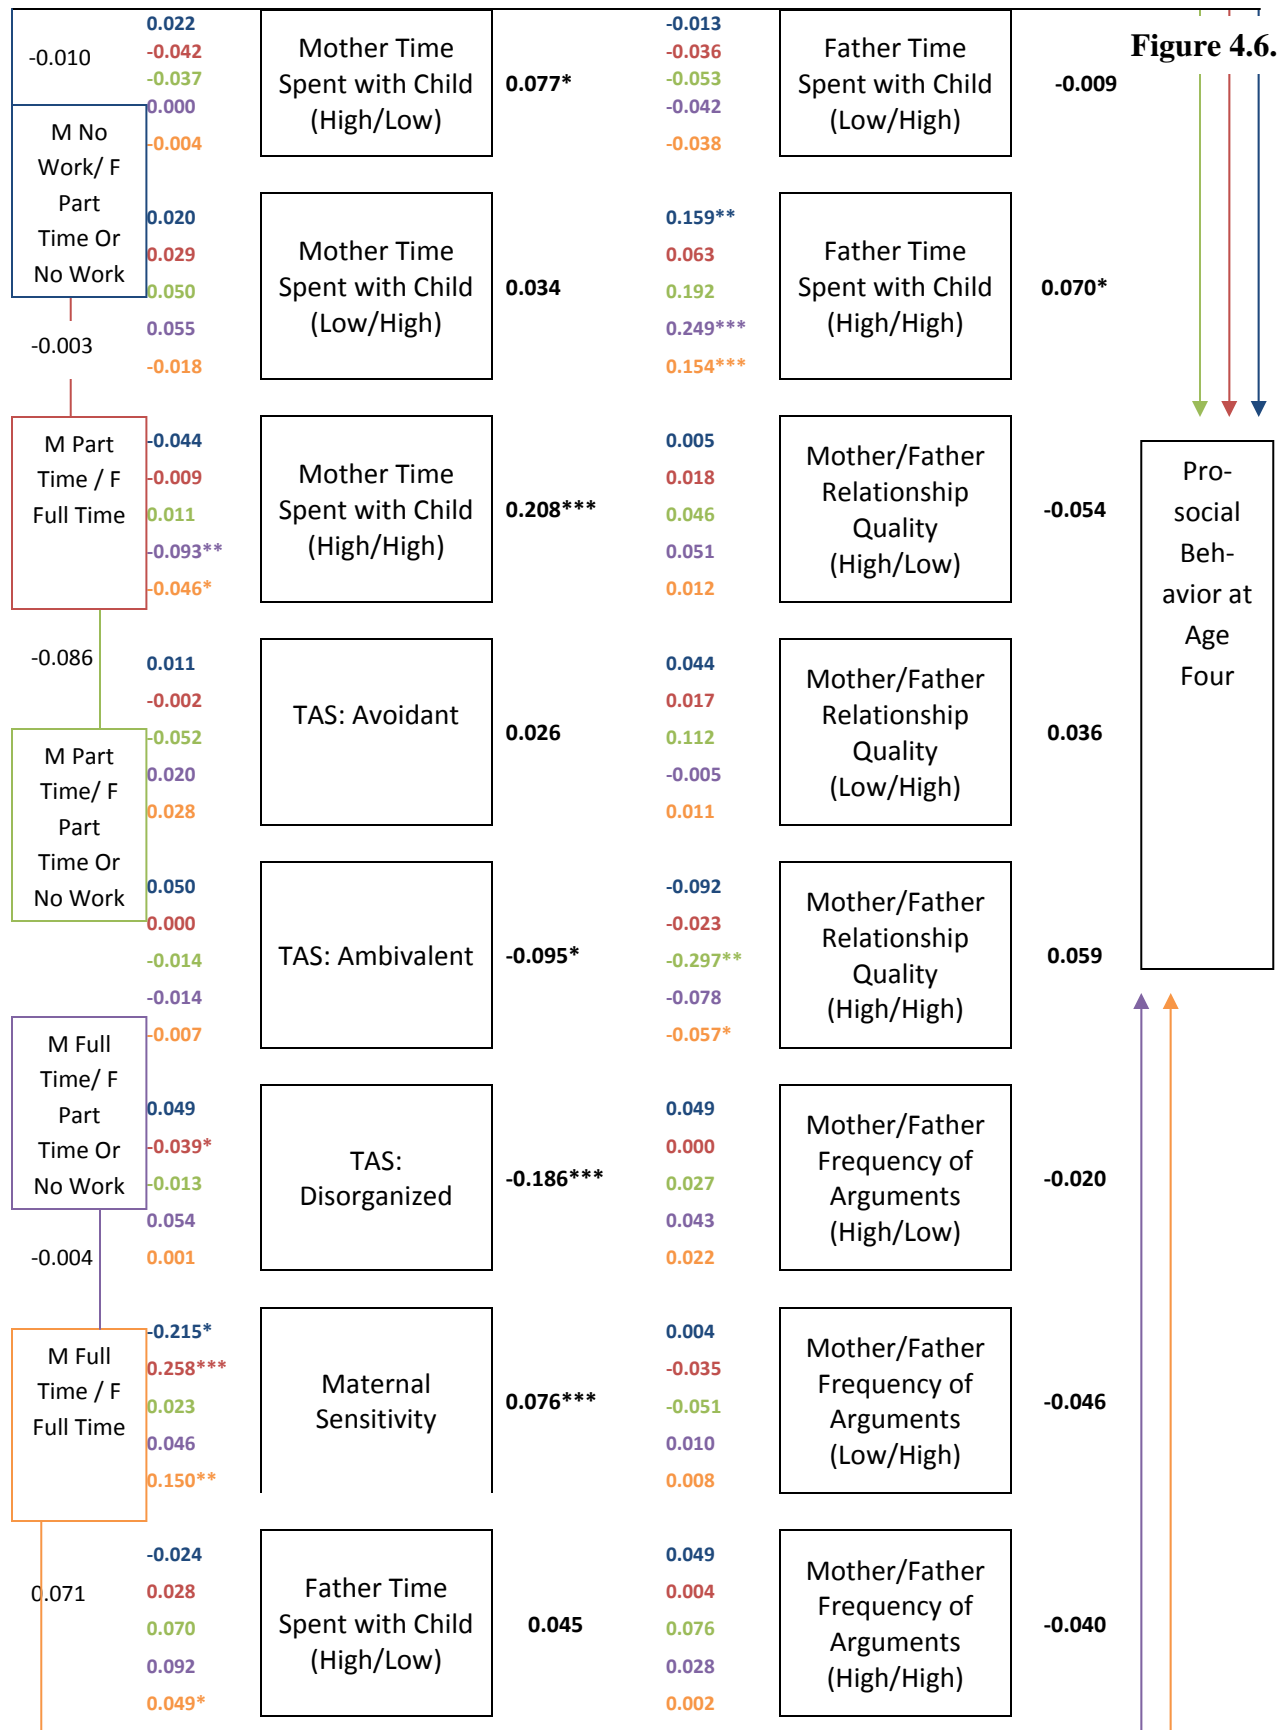 Figure 4.6.
-0.010
M No
Work/ F
Part
Time Or
No Work
-0.003
M Part
Time / F
Full Time
-0.086
M Part
Time/ F
Part
Time Or
No Work
M Full
Time/ F
Part
Time Or
No Work
-0.004
M Full
Time / F
Full Time
0.071
0.022
-0.042
-0.037
0.000
-0.004
Mother Time
Spent with Child
(High/Low)
0.077*
0.020
0.029
0.050
0.055
-0.018
Mother Time
Spent with Child
(Low/High)
0.034
-0.044
-0.009
0.011
-0.093**
-0.046*
Mother Time
Spent with Child
(High/High)
0.208***
0.011
-0.002
-0.052
0.020
0.028
TAS: Avoidant
0.026
0.050
0.000
-0.014
-0.014
-0.007
TAS: Ambivalent
-0.095*
0.049
-0.039*
-0.013
0.054
0.001
TAS:
Disorganized
-0.186***
-0.215*
0.258***
0.023
0.046
0.150**
Maternal
Sensitivity
0.076***
-0.024
0.028
0.070
0.092
0.049*
Father Time
Spent with Child
(High/Low)
0.045
-0.013
-0.036
-0.053
-0.042
-0.038
Father Time
Spent with Child
(Low/High)
-0.009
0.159**
0.063
0.192
0.249***
0.154***
Father Time
Spent with Child
(High/High)
0.070*
0.005
0.018
0.046
0.051
0.012
Mother/Father
Relationship
Quality
(High/Low)
-0.054
0.044
0.017
0.112
-0.005
0.011
Mother/Father
Relationship
Quality
(Low/High)
0.036
-0.092
-0.023
-0.297**
-0.078
-0.057*
Mother/Father
Relationship
Quality
(High/High)
0.059
0.049
0.000
0.027
0.043
0.022
Mother/Father
Frequency of
Arguments
(High/Low)
-0.020
0.004
-0.035
-0.051
0.010
0.008
Mother/Father
Frequency of
Arguments
(Low/High)
-0.046
0.049
0.004
0.076
0.028
0.002
Mother/Father
Frequency of
Arguments
(High/High)
-0.040
Pro-
social
Beh-
avior at
Age
Four